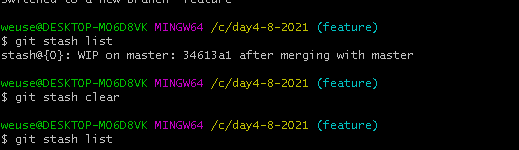 Switched to a new branch 'feature'
weuse@DESKTOP-MO6D8VK MINGW64 /c/day4-8-2021 (feature)
$ git stash list
stash@{0}: WIP on master: 34613a1 after merging with master
weuse@DESKTOP-MO6D8VK MINGW64 /c/day4-8-2021 (feature)
$ git stash clear
weuse@DESKTOP-MO6D8VK MINGW64 /c/day4-8-2021 (feature)
$ git stash list